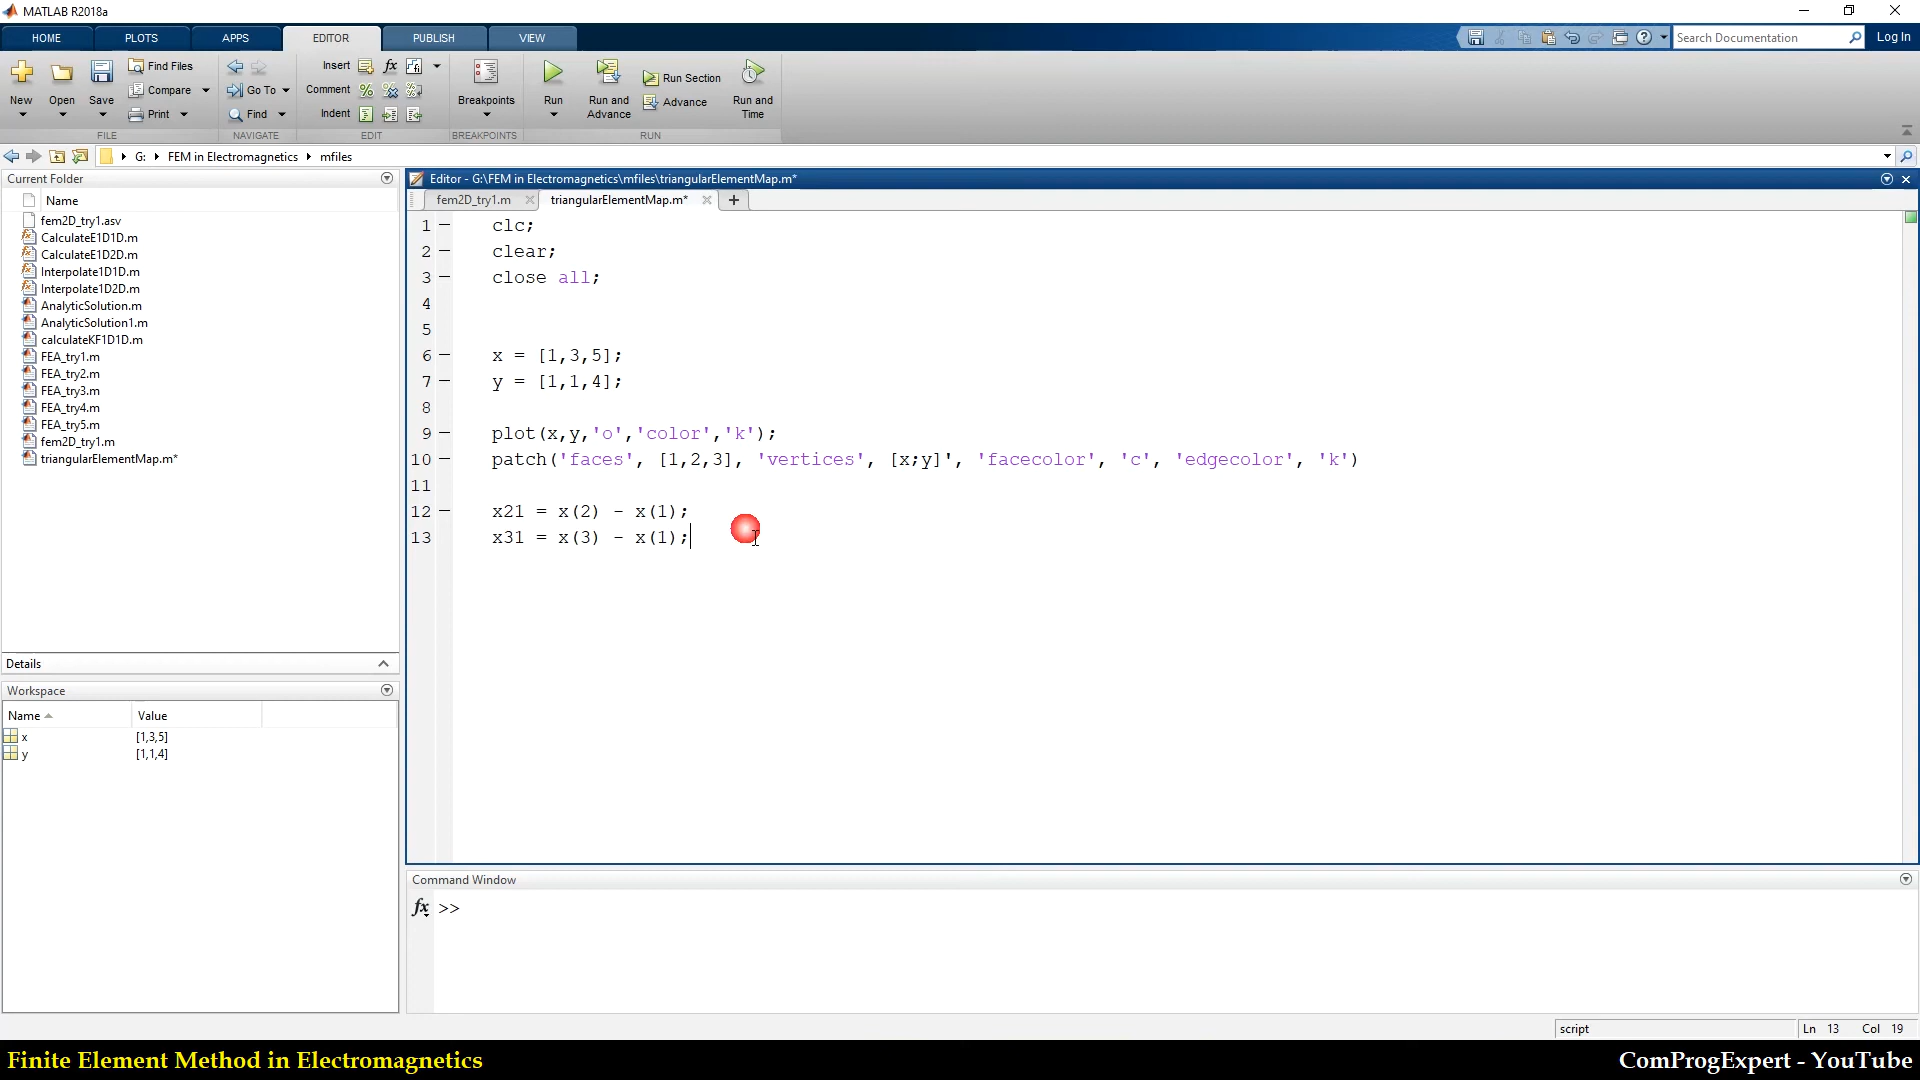 MATLAB R2018a
HOME PLOTS APPS EDITOR PUBLISH VIEW
Search Documentation Log In
New Open Save Find Files Compare Print
Go To Find
Insert fx
Comment
Indent
Breakpoints Run Run and Advance Run Section Advance Run and Time
FILE NAVIGATE EDIT BREAKPOINTS RUN
G: FEM in Electromagnetics mfiles
Current Folder
Name
fem2D_try1.asv
CalculateE1D1D.m
CalculateE1D2D.m
Interpolate1D1D.m
Interpolate1D2D.m
AnalyticSolution.m
AnalyticSolution1.m
calculateKF1D1D.m
FEA_try1.m
FEA_try2.m
FEA_try3.m
FEA_try4.m
FEA_try5.m
fem2D_try1.m
triangularElementMap.m*
Details
Workspace
Name Value
x [1,3,5]
y [1,1,4]
Editor - G:\FEM in Electromagnetics\mfiles\triangularElementMap.m*
fem2D_try1.m triangularElementMap.m* +
1 – clc;
2 – clear;
3 – close all;
4
5
6 – x = [1,3,5];
7 – y = [1,1,4];
8
9 – plot(x,y,'o','color','k');
10 – patch('faces', [1,2,3], 'vertices', [x;y]', 'facecolor', 'c', 'edgecolor', 'k')
11
12 – x21 = x(2) - x(1);
13 x31 = x(3) - x(1);
Command Window
fx >>
script Ln 13 Col 19
Finite Element Method in Electromagnetics
ComProgExpert - YouTube